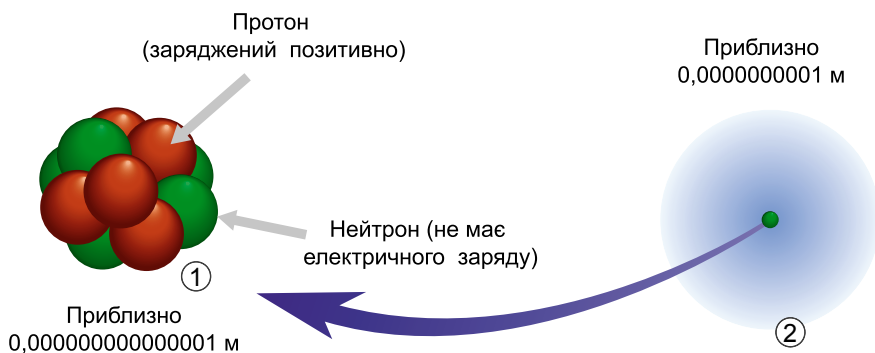 Протон
(заряджений позитивно)
Приблизно
0,0000000001 м
Нейтрон (не має
електричного заряду)
1
Приблизно
0,000000000000001 м
2